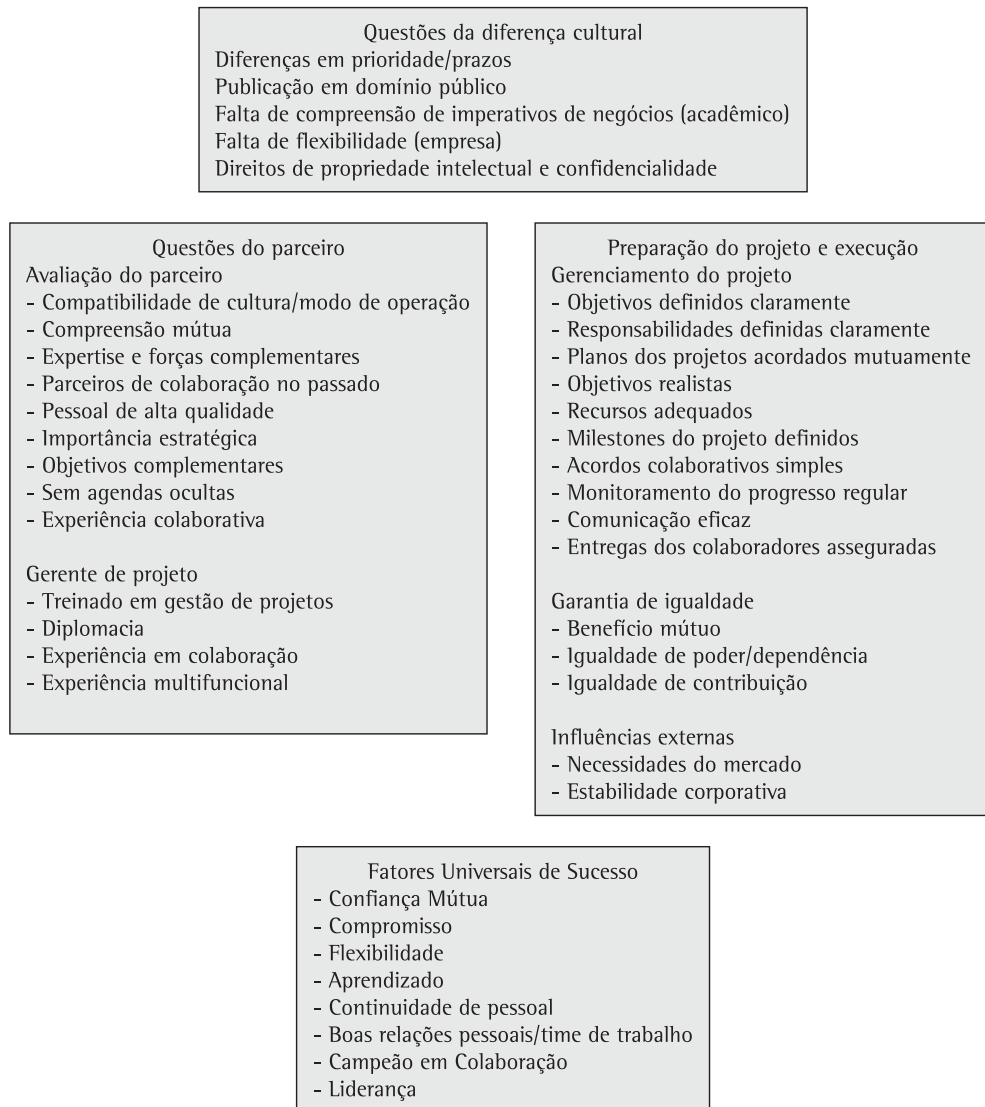 Questões da diferença cultural
Diferenças em prioridade/prazos
Publicação em domínio público
Falta de compreensão de imperativos de negócios (acadêmico)
Falta de flexibilidade (empresa)
Direitos de propriedade intelectual e confidencialidade
Questões do parceiro
Avaliação do parceiro
- Compatibilidade de cultura/modo de operação
- Compreensão mútua
- Expertise e forças complementares
- Parceiros de colaboração no passado
- Pessoal de alta qualidade
- Importância estratégica
- Objetivos complementares
- Sem agendas ocultas
- Experiência colaborativa
Gerente de projeto
- Treinado em gestão de projetos
- Diplomacia
- Experiência em colaboração
- Experiência multifuncional
Preparação do projeto e execução
Gerenciamento do projeto
- Objetivos definidos claramente
- Responsabilidades definidas claramente
- Planos dos projetos acordados mutuamente
- Objetivos realistas
- Recursos adequados
- Milestones do projeto definidos
- Acordos colaborativos simples
- Monitoramento do progresso regular
- Comunicação eficaz
- Entregas dos colaboradores asseguradas
Garantia de igualdade
- Benefício mútuo
- Igualdade de poder/dependência
- Igualdade de contribuição
Influências externas
- Necessidades do mercado
- Estabilidade corporativa
Fatores Universais de Sucesso
- Confiança Mútua
- Compromisso
- Flexibilidade
- Aprendizado
- Continuidade de pessoal
- Boas relações pessoais/time de trabalho
- Campeão em Colaboração
- Liderança